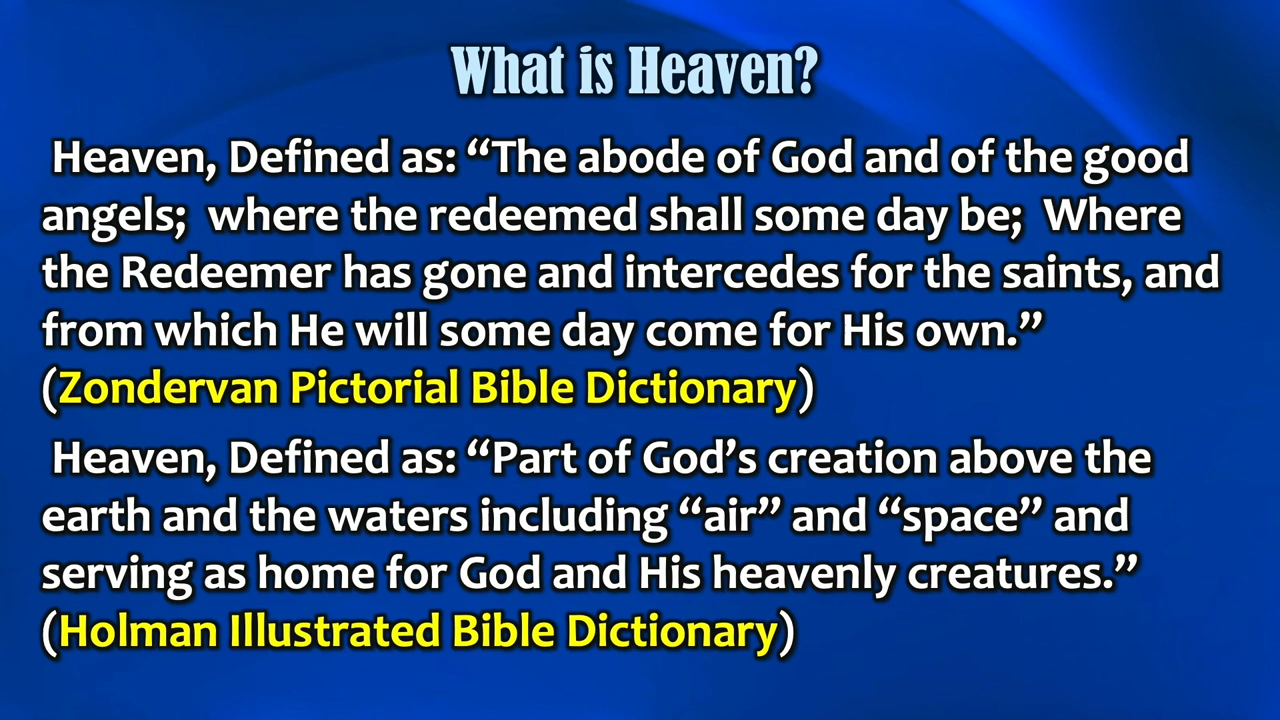 What is Heaven?
Heaven, Defined as: “The abode of God and of the good
angels;  where the redeemed shall some day be;  Where
the Redeemer has gone and intercedes for the saints, and
from which He will some day come for His own.”
(Zondervan Pictorial Bible Dictionary)
Heaven, Defined as: “Part of God’s creation above the
earth and the waters including “air” and “space” and
serving as home for God and His heavenly creatures.”
(Holman Illustrated Bible Dictionary)